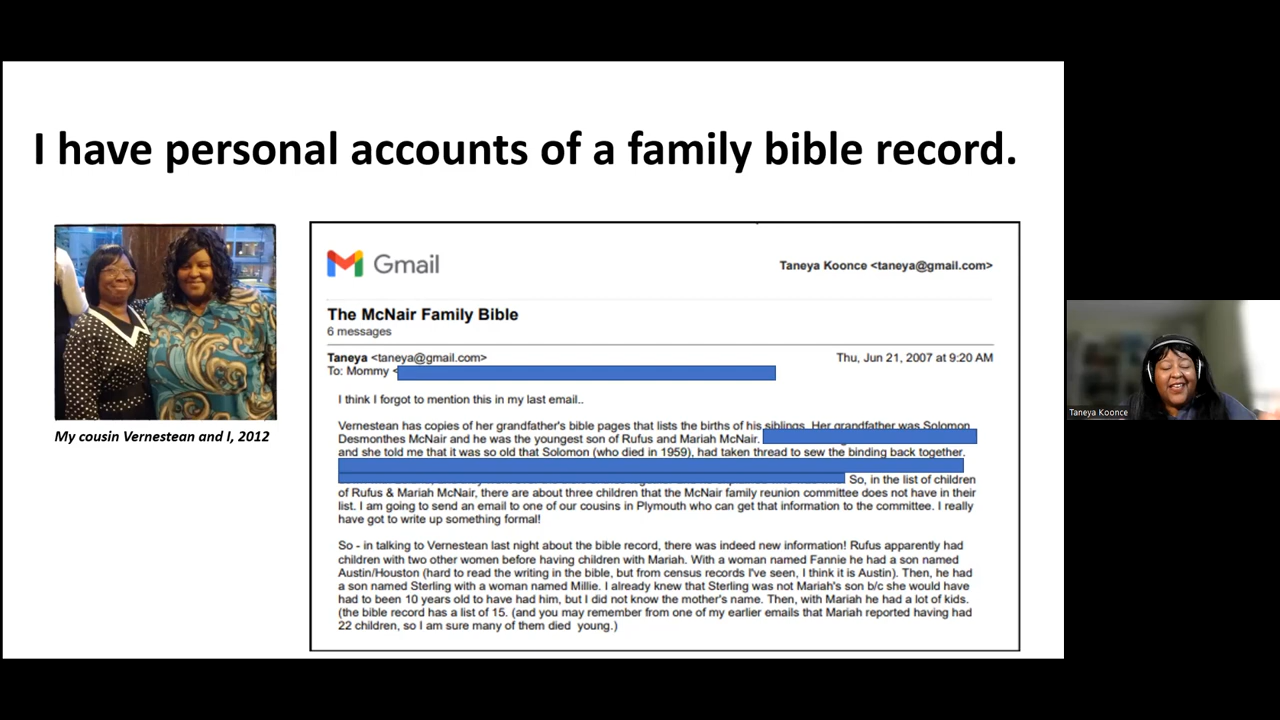 I have personal accounts of a family bible record.
My cousin Vernestean and I, 2012
Gmail
Taneya Koonce <taneya@gmail.com>
The McNair Family Bible
6 messages
Taneya <taneya@gmail.com>
Thu, Jun 21, 2007 at 9:20 AM
To: Mommy <
I think I forgot to mention this in my last email..
Vernestean has copies of her grandfather's bible pages that lists the births of his siblings. Her grandfather was Solomon
Desmonthes McNair and he was the youngest son of Rufus and Mariah McNair.
and she told me that it was so old that Solomon (who died in 1959), had taken thread to sew the binding back together.
So, in the list of children
of Rufus & Mariah McNair, there are about three children that the McNair family reunion committee does not have in their
list. I am going to send an email to one of our cousins in Plymouth who can get that information to the committee. I really
have got to write up something formal!
So - in talking to Vernestean last night about the bible record, there was indeed new information! Rufus apparently had
children with two other women before having children with Mariah. With a woman named Fannie he had a son named
Austin/Houston (hard to read the writing in the bible, but from census records I've seen, I think it is Austin). Then, he had
a son named Sterling with a woman named Millie. I already knew that Sterling was not Mariah's son b/c she would have
had to been 10 years old to have had him, but I did not know the mother's name. Then, with Mariah he had a lot of kids.
(the bible record has a list of 15. (and you may remember from one of my earlier emails that Mariah reported having had
22 children, so I am sure many of them died young.)
Taneya Koonce